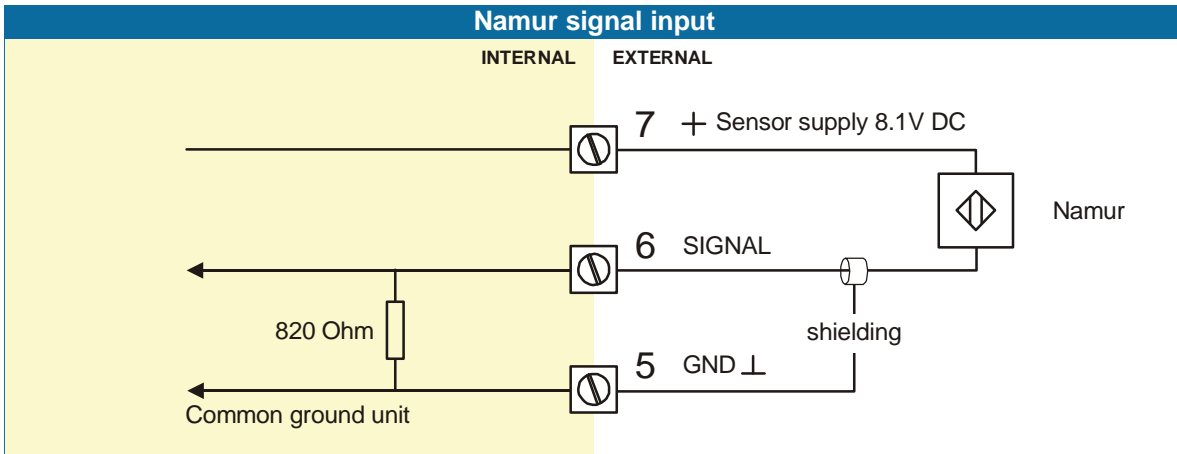 Namur signal input
INTERNAL EXTERNAL
7 + Sensor supply 8.1V DC
Namur
6 SIGNAL
820 Ohm
shielding
5 GND ⊥
Common ground unit